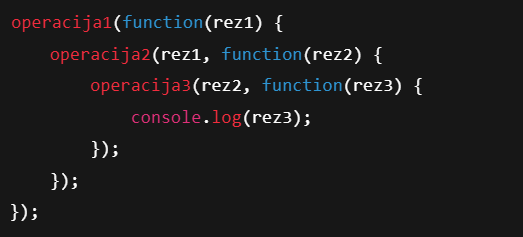 operacija1(function(rez1) {
    operacija2(rez1, function(rez2) {
        operacija3(rez2, function(rez3) {
            console.log(rez3);
        });
    });
});